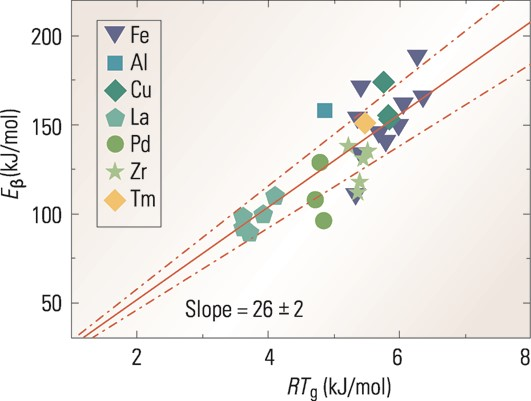 200
150
100
50
Eβ (kJ/mol)
Fe
Al
Cu
La
Pd
Zr
Tm
Slope = 26 ± 2
2
4
6
8
RTg (kJ/mol)